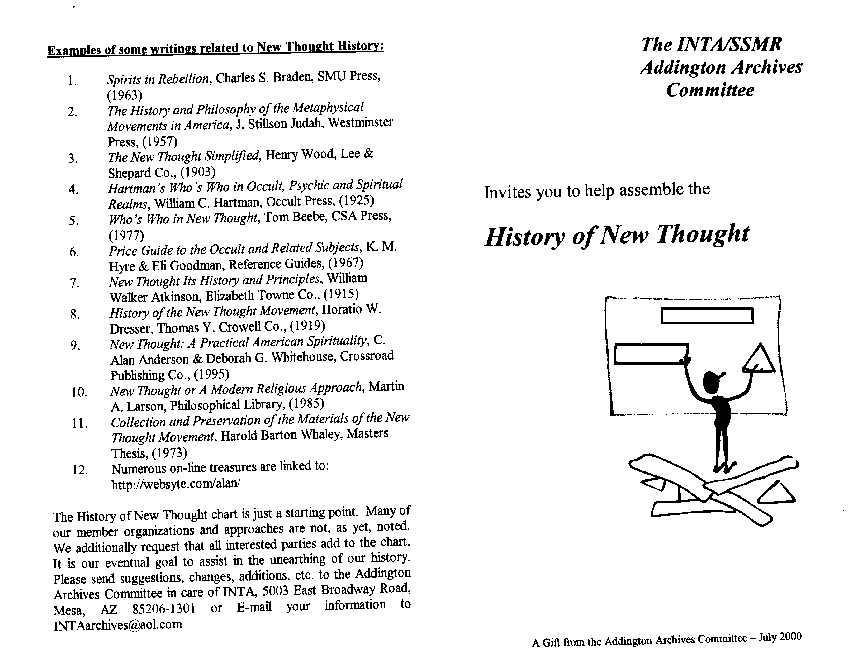 Examples of some writings related to New Thought History:
1. Spirits in Rebellion, Charles S. Braden, SMU Press,
(1963)
2. The History and Philosophy of the Metaphysical
Movements in America, J. Stillson Judah, Westminster
Press, (1957)
3. The New Thought Simplified, Henry Wood, Lee &
Shepard Co., (1903)
4. Hartman's Who's Who in Occult, Psychic and Spiritual
Realms, William C. Hartman, Occult Press, (1925)
5. Who's Who in New Thought, Tom Beebe, CSA Press,
(1977)
6. Price Guide to the Occult and Related Subjects, K. M.
Hyre & Eli Goodman, Reference Guides, (1967)
7. New Thought Its History and Principles, William
Walker Atkinson, Elizabeth Towne Co., (1915)
8. History of the New Thought Movement, Horatio W.
Dresser, Thomas Y. Crowell Co., (1919)
9. New Thought: A Practical American Spirituality, C.
Alan Anderson & Deborah G. Whitehouse, Crossroad
Publishing Co., (1995)
10. New Thought or A Modern Religious Approach, Martin
A. Larson, Philosophical Library, (1985)
11. Collection and Preservation of the Materials of the New
Thought Movement, Harold Barton Whaley, Masters
Thesis, (1973)
12. Numerous on-line treasures are linked to:
http://websyte.com/alan/
The History of New Thought chart is just a starting point. Many of
our member organizations and approaches are not, as yet, noted.
We additionally request that all interested parties add to the chart.
It is our eventual goal to assist in the unearthing of our history.
Please send suggestions, changes, additions, etc. to the Addington
Archives Committee in care of INTA, 5003 East Broadway Road,
Mesa, AZ 85206-1301 or E-mail your information to
INTAarchives@aol.com
The INTA/SSMR
Addington Archives
Committee
Invites you to help assemble the
History of New Thought
A Gift from the Addington Archives Committee – July 2000